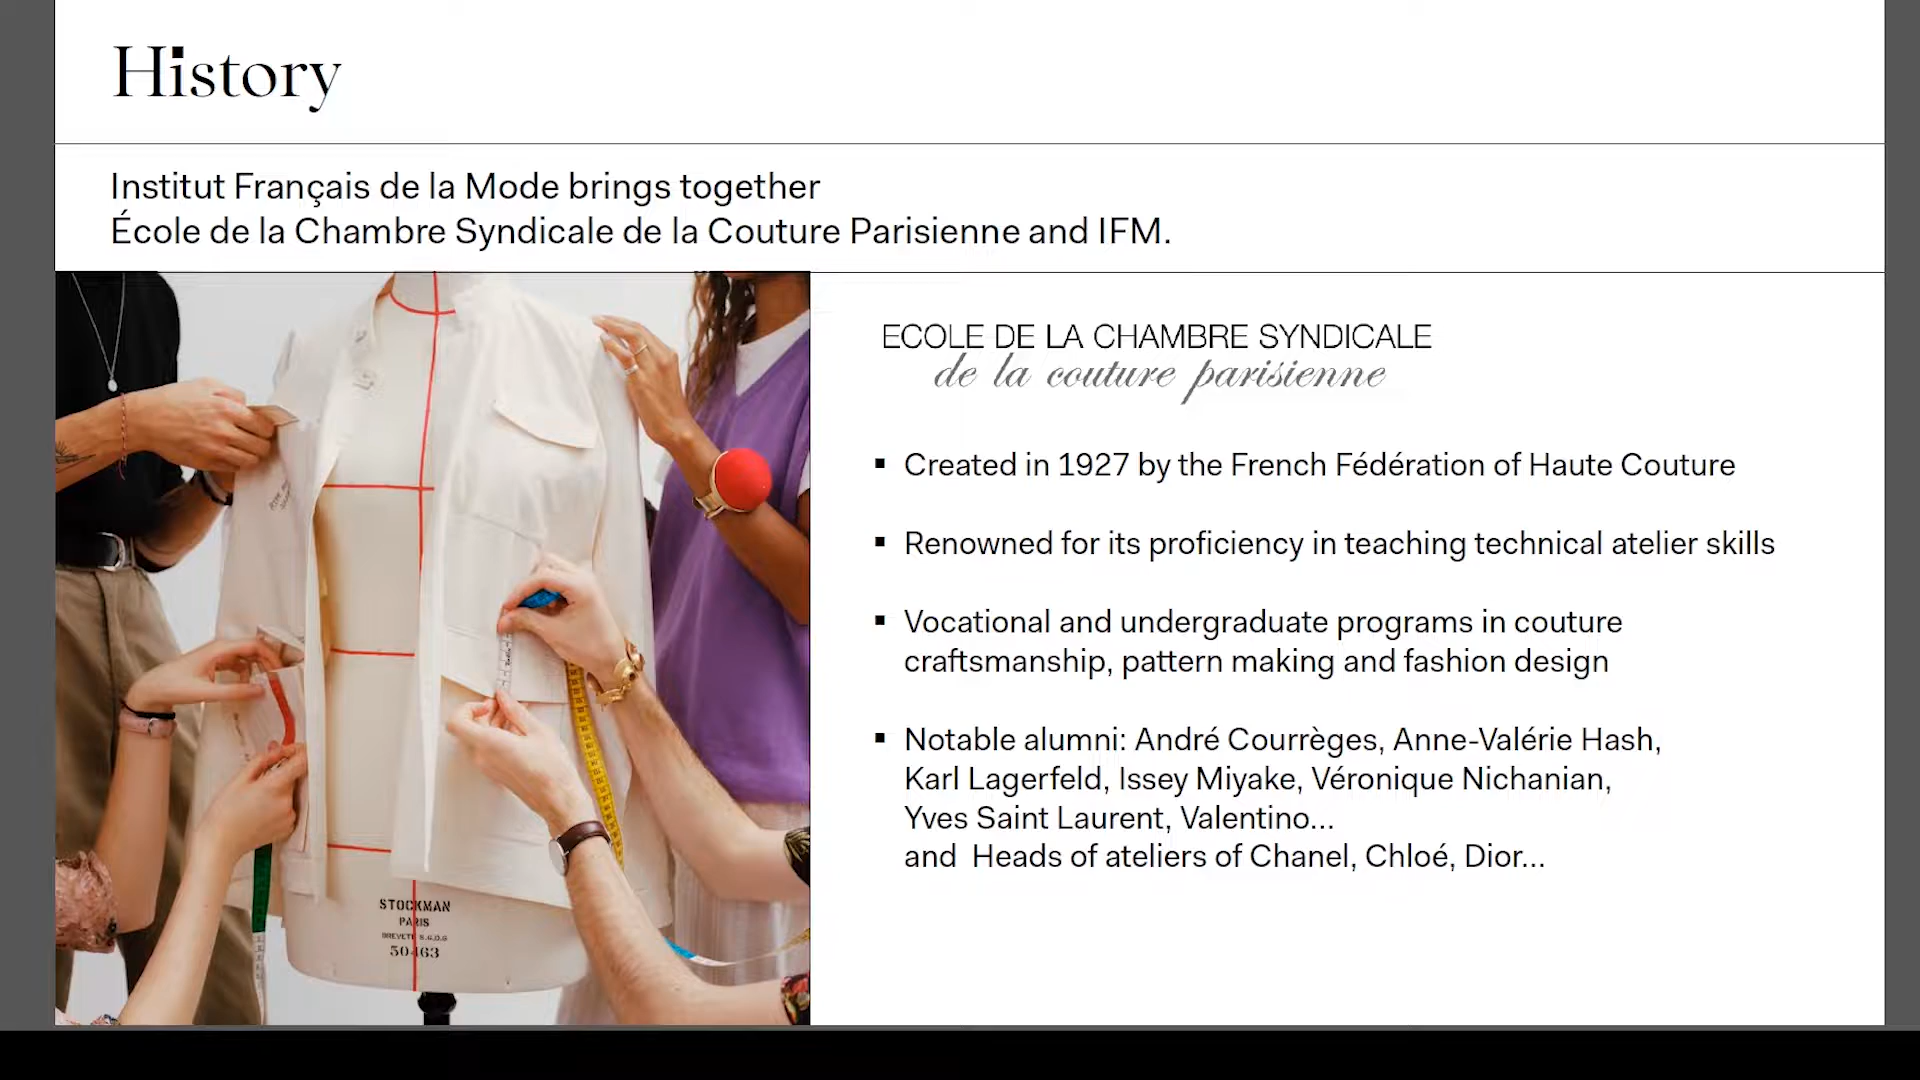 History
Institut Français de la Mode brings together
École de la Chambre Syndicale de la Couture Parisienne and IFM.
ECOLE DE LA CHAMBRE SYNDICALE
de la couture parisienne
▪ Created in 1927 by the French Fédération of Haute Couture
▪ Renowned for its proficiency in teaching technical atelier skills
▪ Vocational and undergraduate programs in couture
craftsmanship, pattern making and fashion design
▪ Notable alumni: André Courrèges, Anne-Valérie Hash,
Karl Lagerfeld, Issey Miyake, Véronique Nichanian,
Yves Saint Laurent, Valentino...
and Heads of ateliers of Chanel, Chloé, Dior...
STOCKMAN
PARIS
BREVETE S.G.D.G
50463